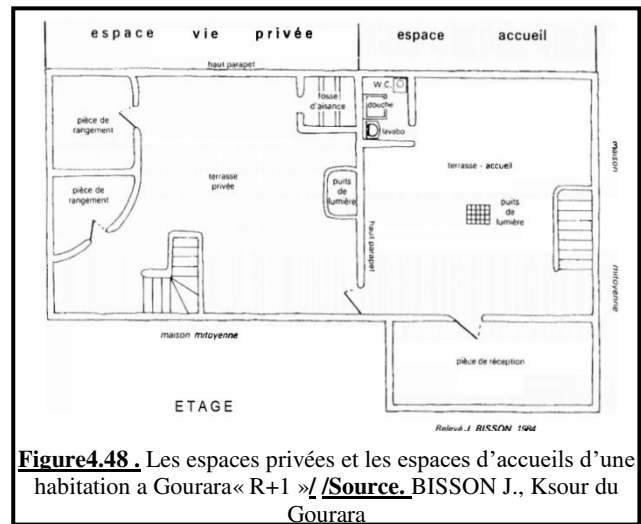 espace vie privée espace accueil
haut parapet
pièce de
rangement
fosse
d'aisance
W.C.
douche
lavabo
terrasse
privée
terrasse - accueil
maison
pièce de
rangement
puits
de
lumière
puits
de
lumière
haut parapet
mitoyenne
maison mitoyenne
pièce de réception
ETAGE
Relevé J. BISSON 1984
Figure4.48 . Les espaces privées et les espaces d'accueils d'une
habitation a Gourara« R+1 »/ /Source. BISSON J., Ksour du
Gourara